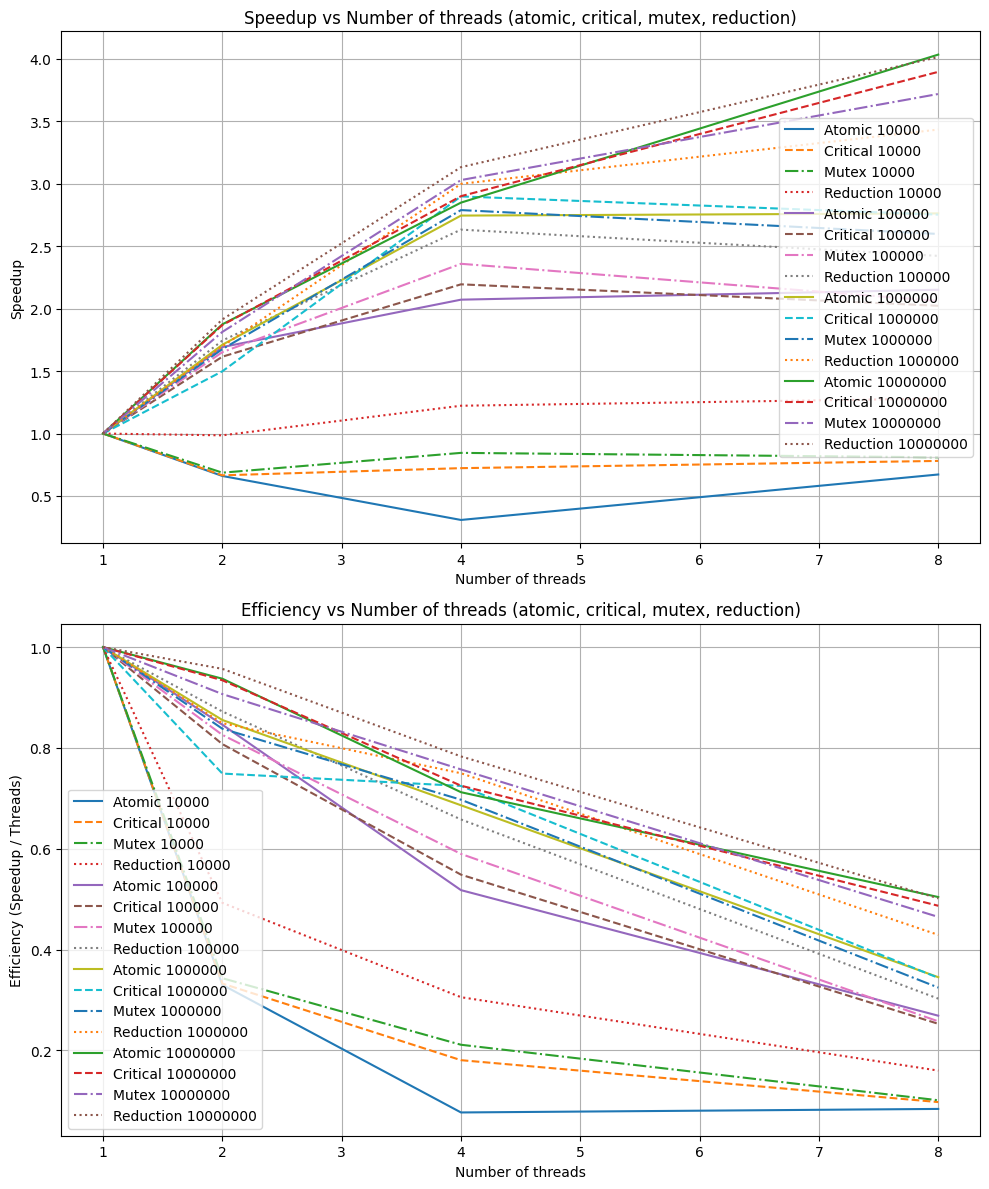 Speedup vs Number of threads (atomic, critical, mutex, reduction)
4.0
3.5
3.0
2.5
2.0
1.5
1.0
0.5
Speedup
Atomic 10000
Critical 10000
Mutex 10000
Reduction 10000
Atomic 100000
Critical 100000
Mutex 100000
Reduction 100000
Atomic 1000000
Critical 1000000
Mutex 1000000
Reduction 1000000
Atomic 10000000
Critical 10000000
Mutex 10000000
Reduction 10000000
1 2 3 4 5 6 7 8
Number of threads
Efficiency vs Number of threads (atomic, critical, mutex, reduction)
1.0
0.8
0.6
0.4
0.2
Efficiency (Speedup / Threads)
Atomic 10000
Critical 10000
Mutex 10000
Reduction 10000
Atomic 100000
Critical 100000
Mutex 100000
Reduction 100000
Atomic 1000000
Critical 1000000
Mutex 1000000
Reduction 1000000
Atomic 10000000
Critical 10000000
Mutex 10000000
Reduction 10000000
1 2 3 4 5 6 7 8
Number of threads